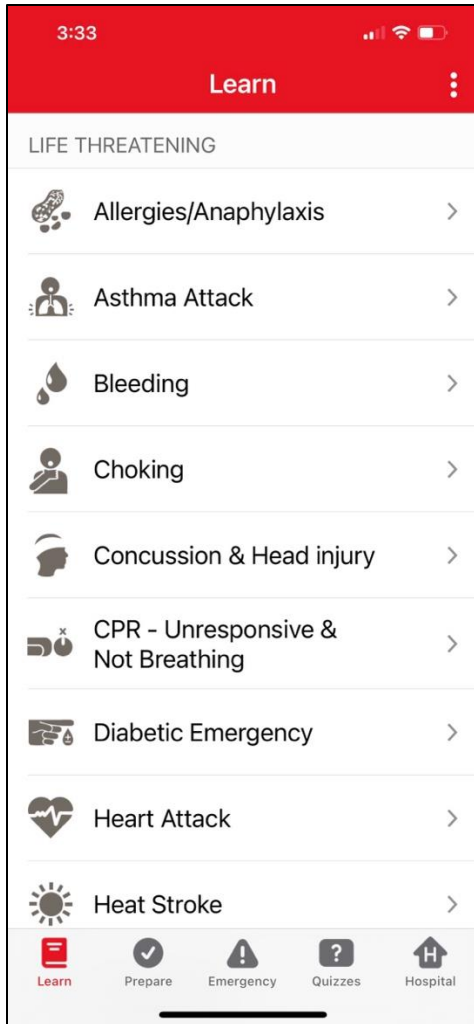 3:33
Learn
LIFE THREATENING
Allergies/Anaphylaxis
Asthma Attack
Bleeding
Choking
Concussion & Head injury
CPR - Unresponsive &
Not Breathing
Diabetic Emergency
Heart Attack
Heat Stroke
Learn Prepare Emergency Quizzes Hospital